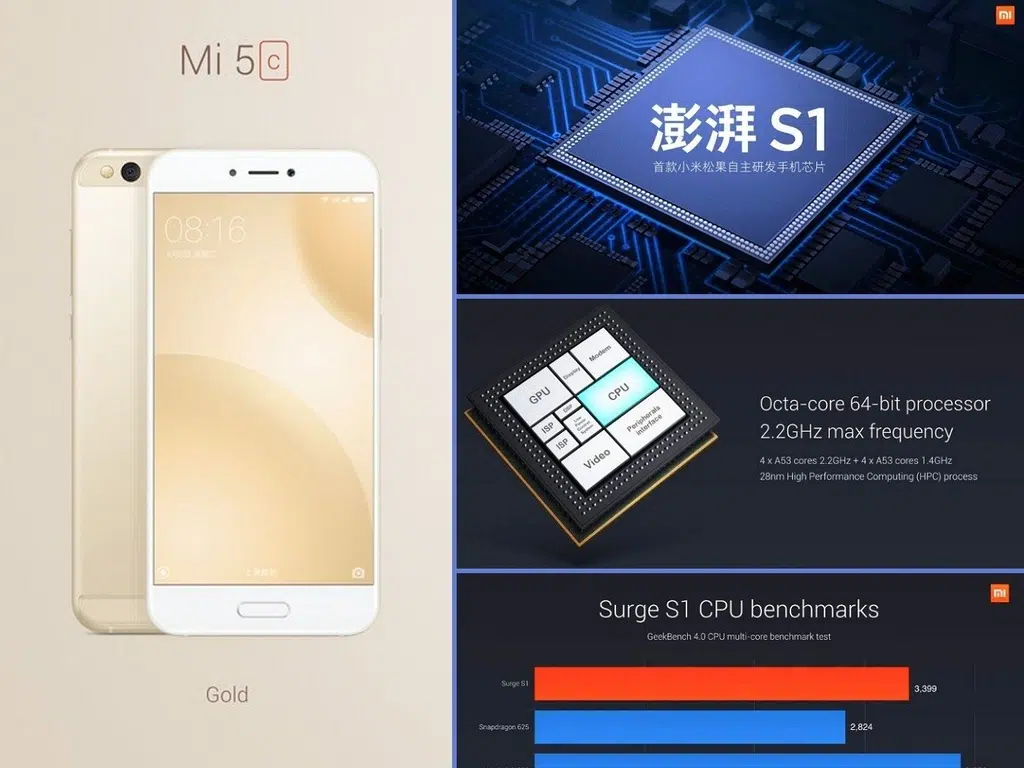 Mi 5c
08:16
Gold
mi
澎湃 S1
首款小米松果自主研发手机芯片
Modem
Display
GPU
CPU
DSP
ISP
ISP
Peripherals
interface
Video
Octa-core 64-bit processor
2.2GHz max frequency
4 x A53 cores 2.2GHz + 4 x A53 cores 1.4GHz
28nm High Performance Computing (HPC) process
mi
Surge S1 CPU benchmarks
GeekBench 4.0 CPU multi-core benchmark test
Surge S1
3,399
Snapdragon 625
2,824